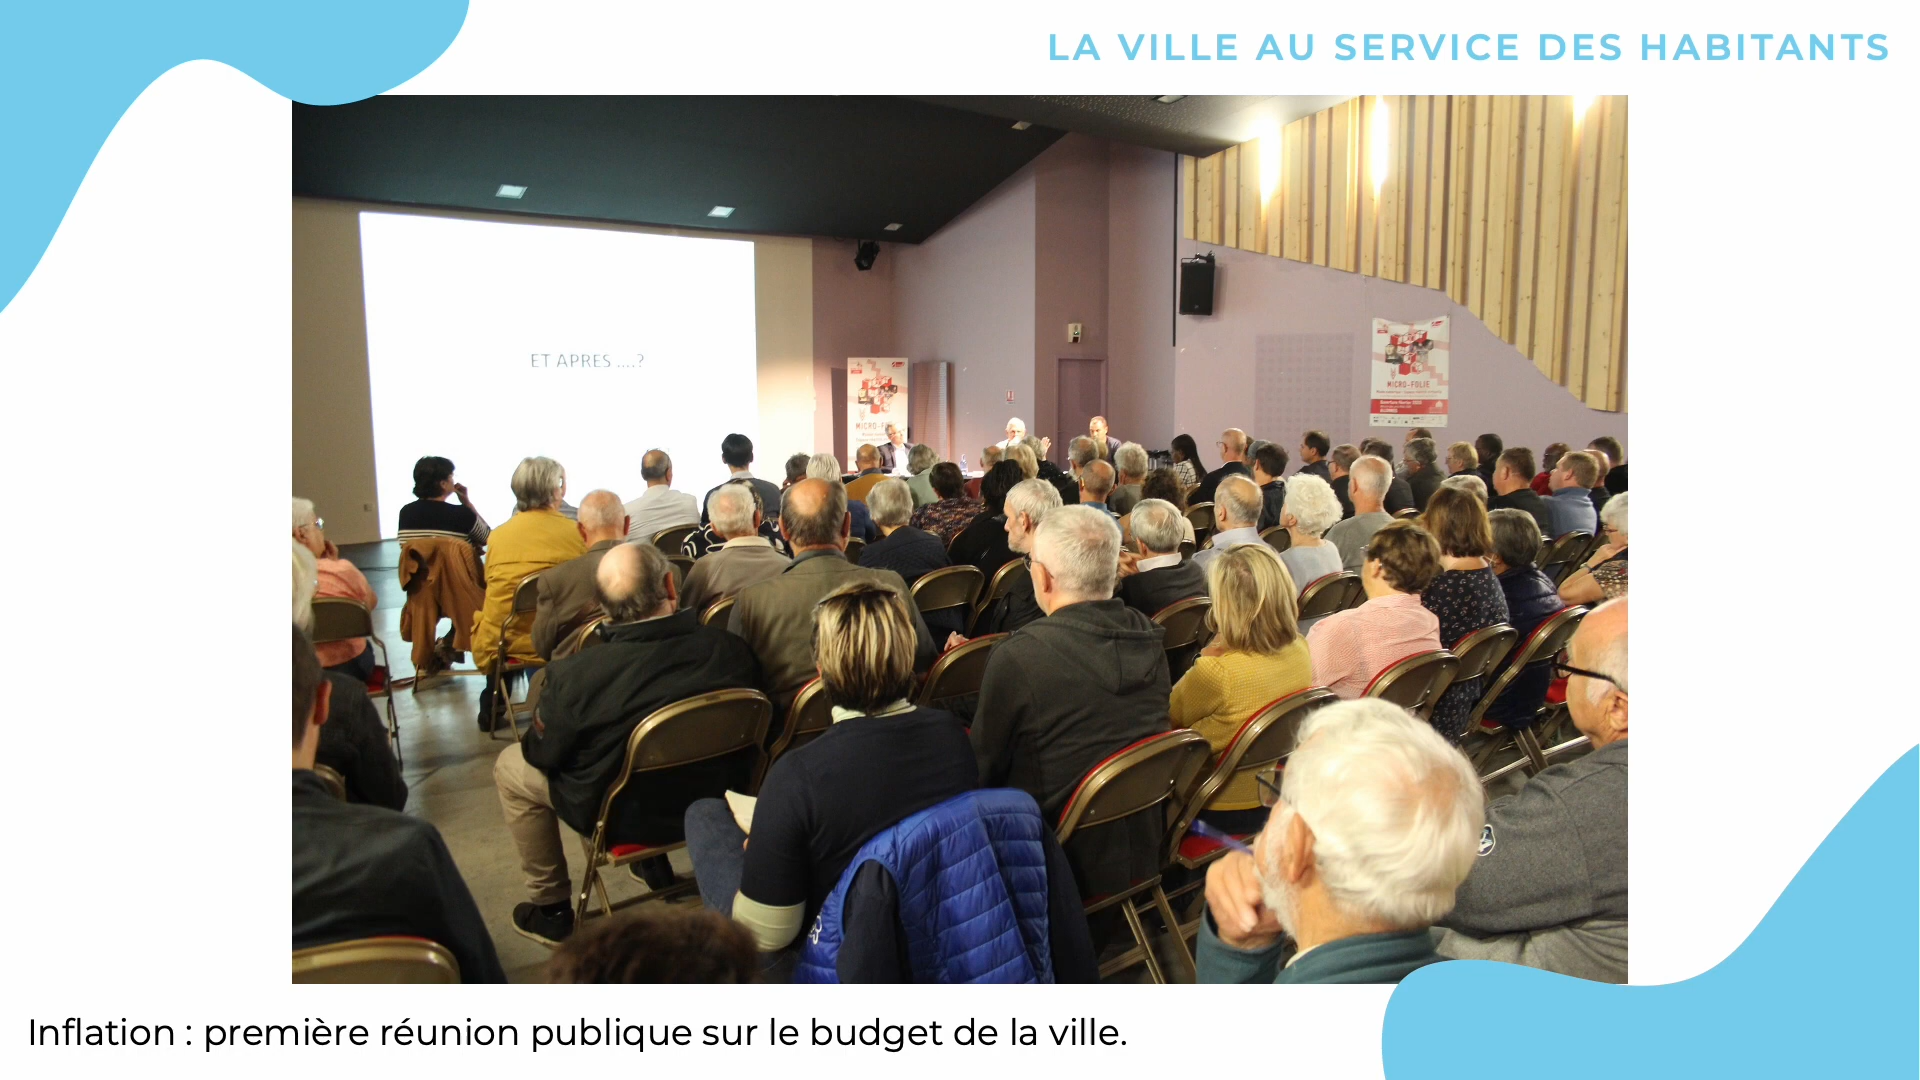 LA VILLE AU SERVICE DES HABITANTS
ET APRES ....?
MICRO-FOLIE
Inflation : première réunion publique sur le budget de la ville.